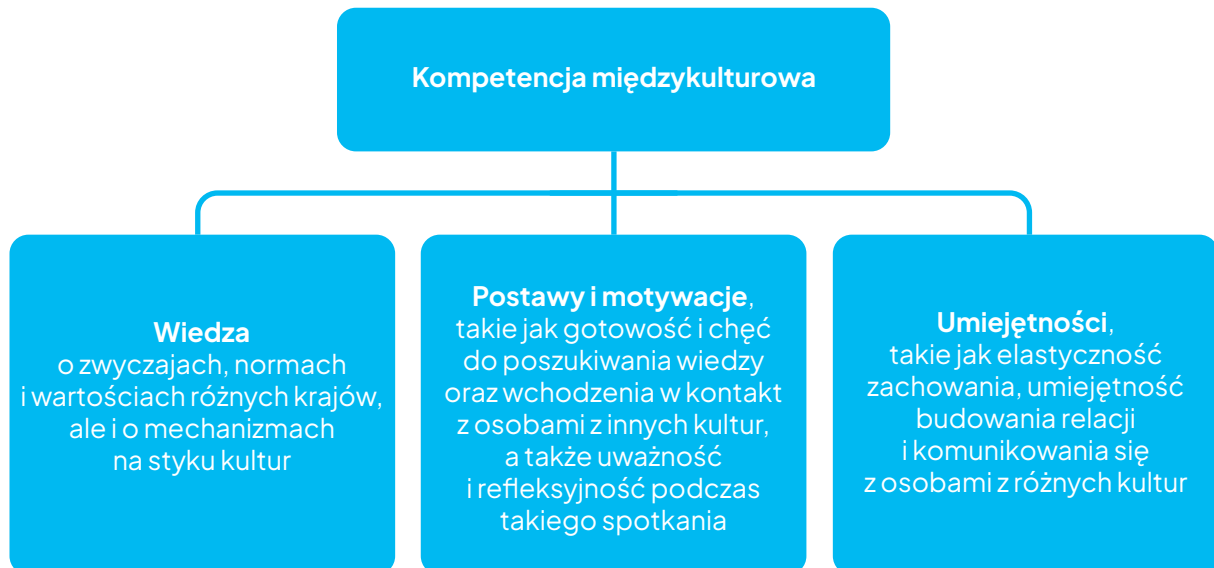 Kompetencja międzykulturowa
Wiedza
o zwyczajach, normach
i wartościach różnych krajów,
ale i o mechanizmach
na styku kultur
Postawy i motywacje,
takie jak gotowość i chęć
do poszukiwania wiedzy
oraz wchodzenia w kontakt
z osobami z innych kultur,
a także uważność
i refleksyjność podczas
takiego spotkania
Umiejętności,
takie jak elastyczność
zachowania, umiejętność
budowania relacji
i komunikowania się
z osobami z różnych kultur